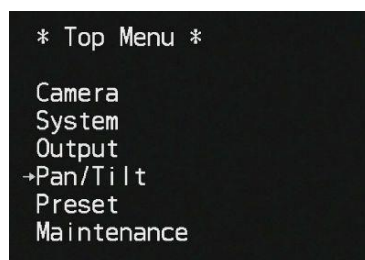 * Top Menu *
Camera
System
Output
→Pan/Tilt
Preset
Maintenance